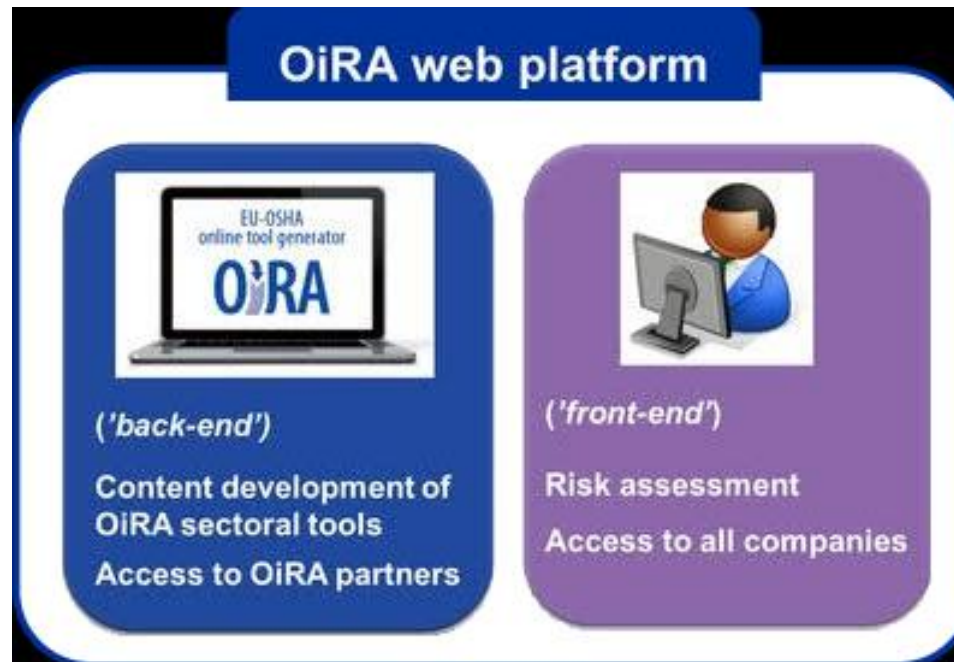 OiRA web platform
EU-OSHA
online tool generator
OiRA
('back-end')
Content development of
OiRA sectoral tools
Access to OiRA partners
('front-end')
Risk assessment
Access to all companies